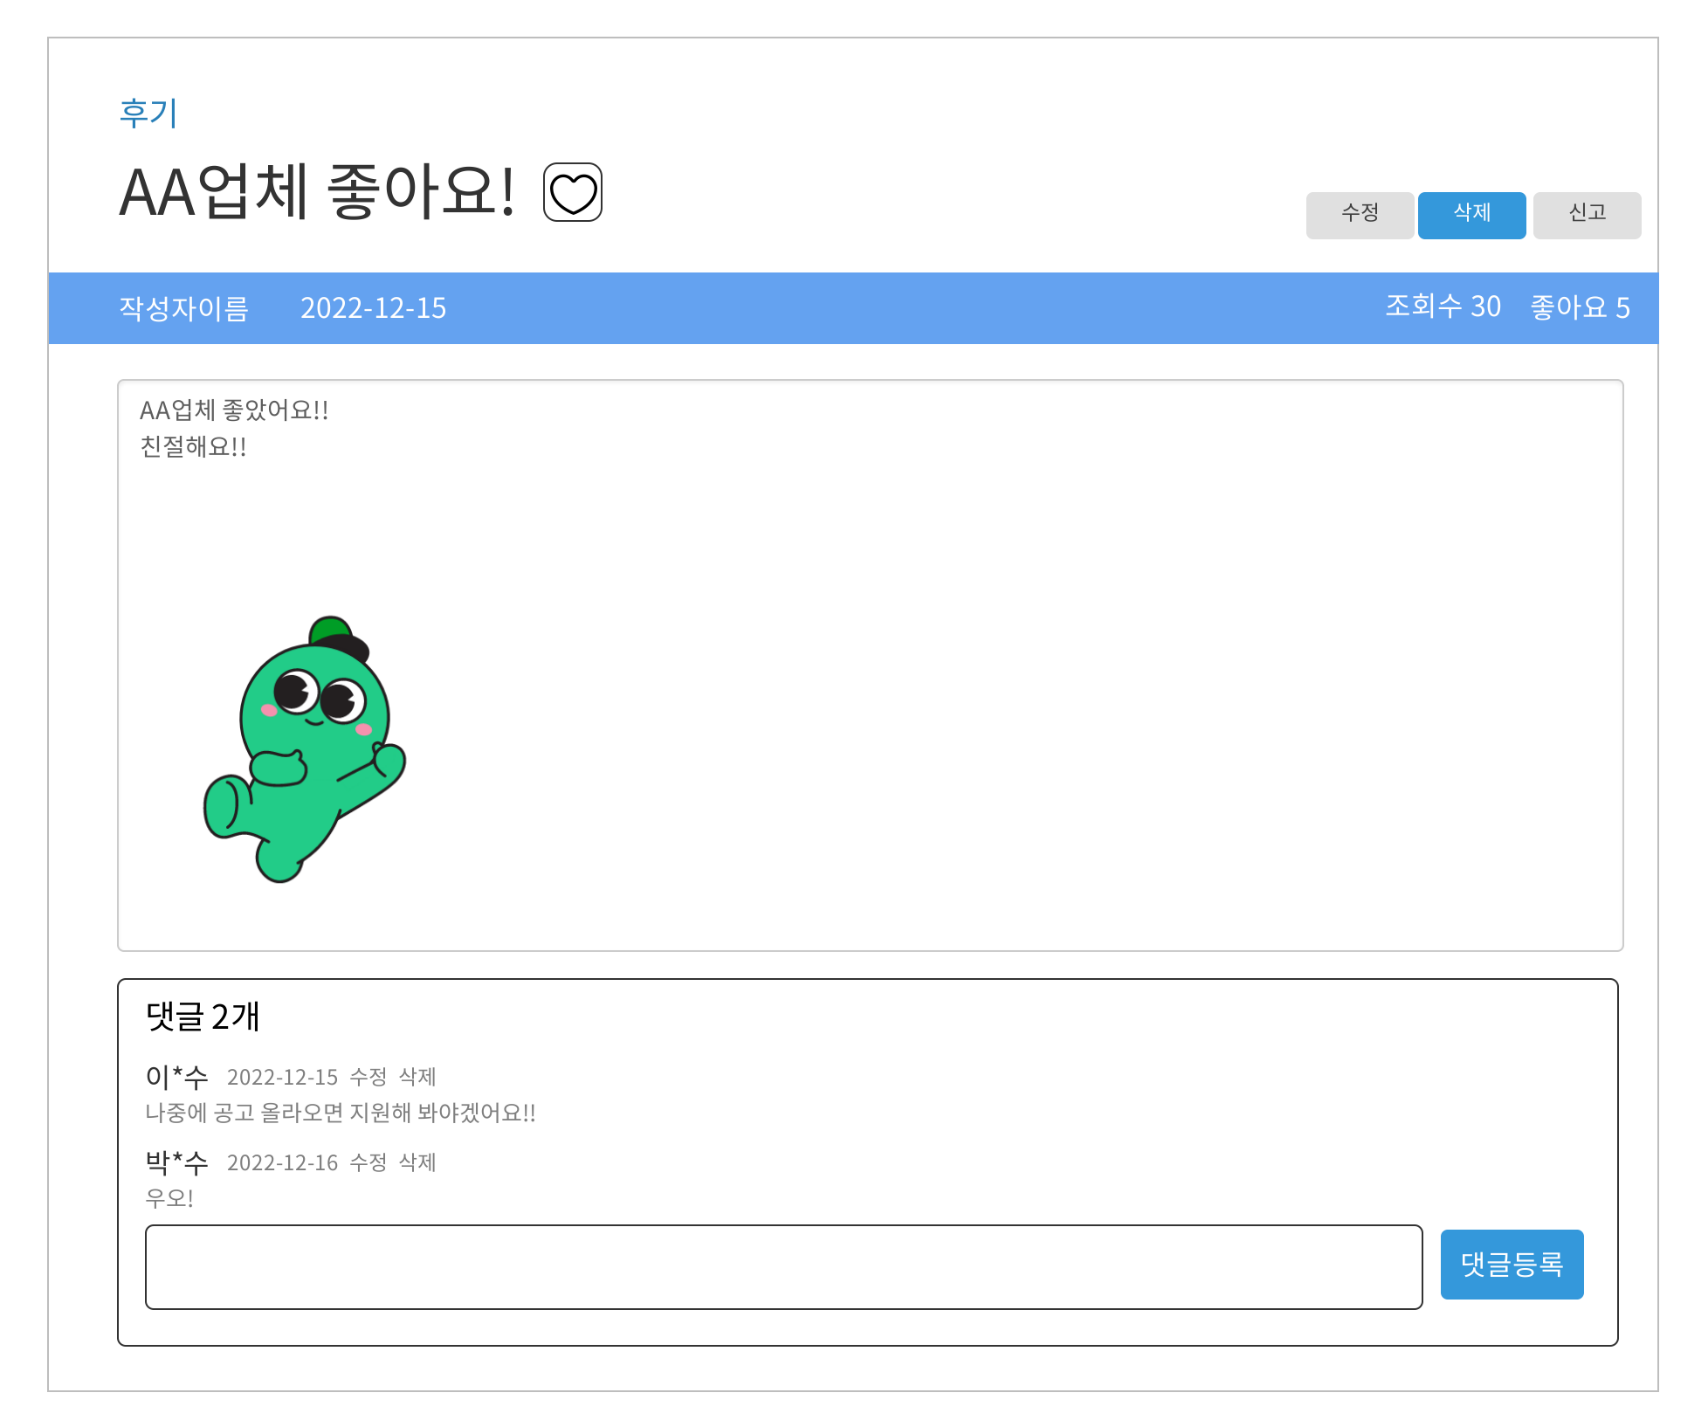 후기
AA업체 좋아요!
수정 삭제 신고
작성자이름 2022-12-15 조회수 30 좋아요 5
AA업체 좋았어요!!
친절해요!!
댓글 2개
이*수 2022-12-15 수정 삭제
나중에 공고 올라오면 지원해 봐야겠어요!!
박*수 2022-12-16 수정 삭제
우오!
댓글등록